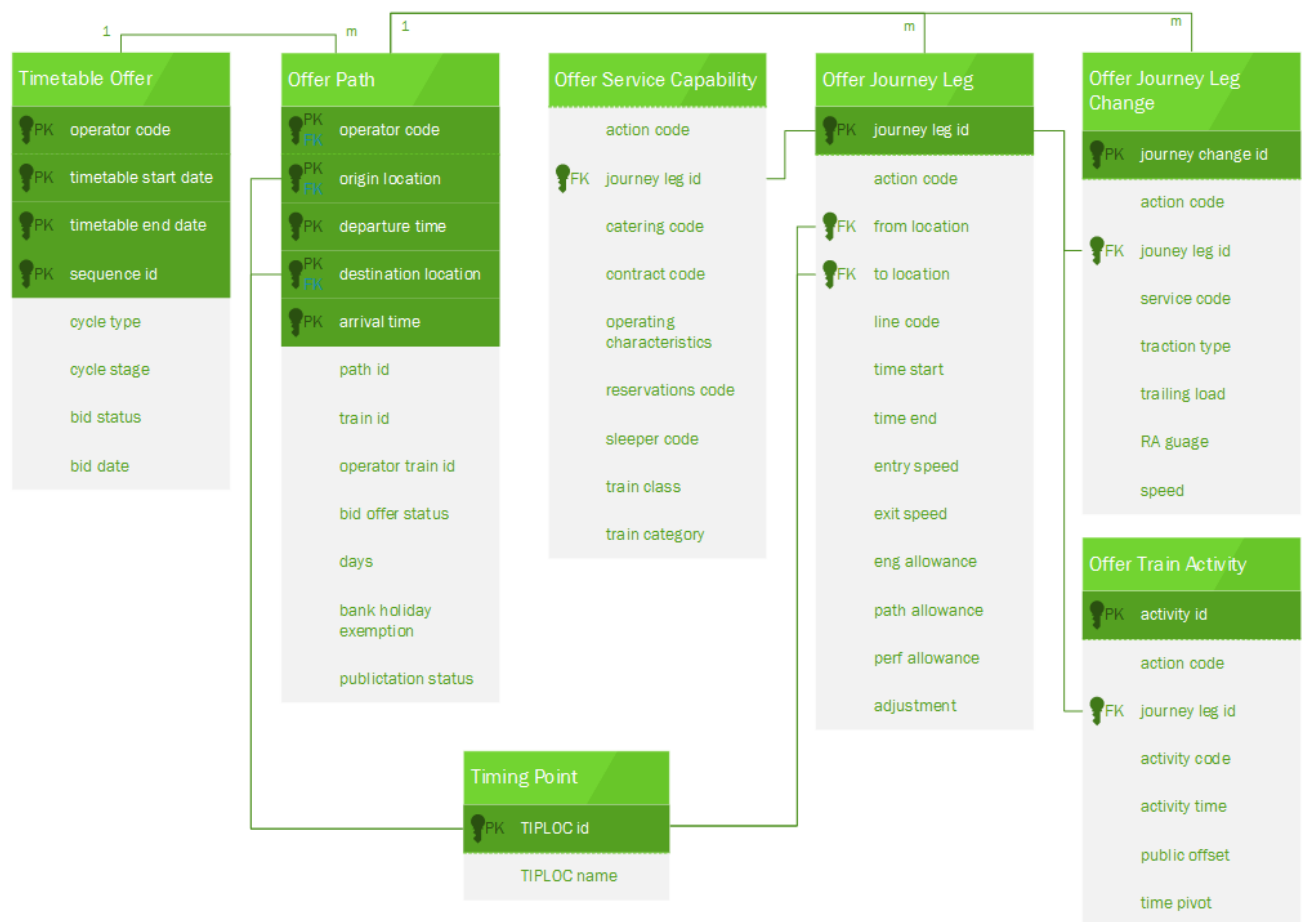 1
m
1
m
m
Timetable Offer
PK operator code
PK timetable start date
PK timetable end date
PK sequence id
cycle type
cycle stage
bid status
bid date
Offer Path
PK
FK
operator code
PK
FK
origin location
PK departure time
PK
FK
destination location
PK arrival time
path id
train id
operator train id
bid offer status
days
bank holiday
exemption
publictation status
Offer Service Capability
action code
FK journey leg id
catering code
contract code
operating
characteristics
reservations code
sleeper code
train class
train category
Offer Journey Leg
PK journey leg id
action code
FK from location
FK to location
line code
time start
time end
entry speed
exit speed
eng allowance
path allowance
perf allowance
adjustment
Offer Journey Leg
Change
PK journey change id
action code
FK jouney leg id
service code
traction type
trailing load
RA guage
speed
Offer Train Activity
PK activity id
action code
FK journey leg id
activity code
activity time
public offset
time pivot
Timing Point
PK TIPLOC id
TIPLOC name